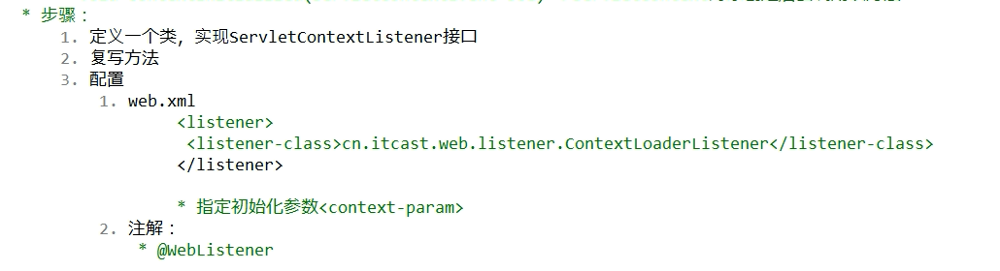 * 步骤：
1. 定义一个类，实现ServletContextListener接口
2. 复写方法
3. 配置
1. web.xml
<listener>
<listener-class>cn.itcast.web.listener.ContextLoaderListener</listener-class>
</listener>
* 指定初始化参数<context-param>
2. 注解：
* @WebListener